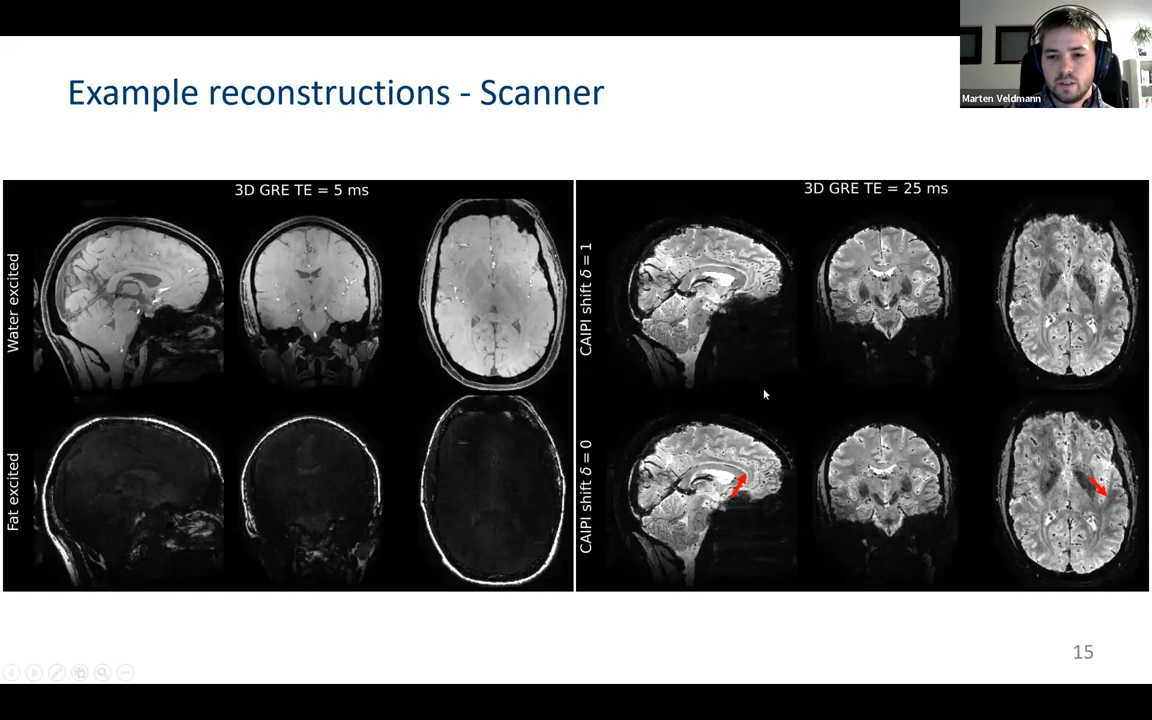 Example reconstructions - Scanner
Marten Veldmann
3D GRE TE = 5 ms
3D GRE TE = 25 ms
Water excited
Fat excited
CAIPI shift δ = 1
CAIPI shift δ = 0
15